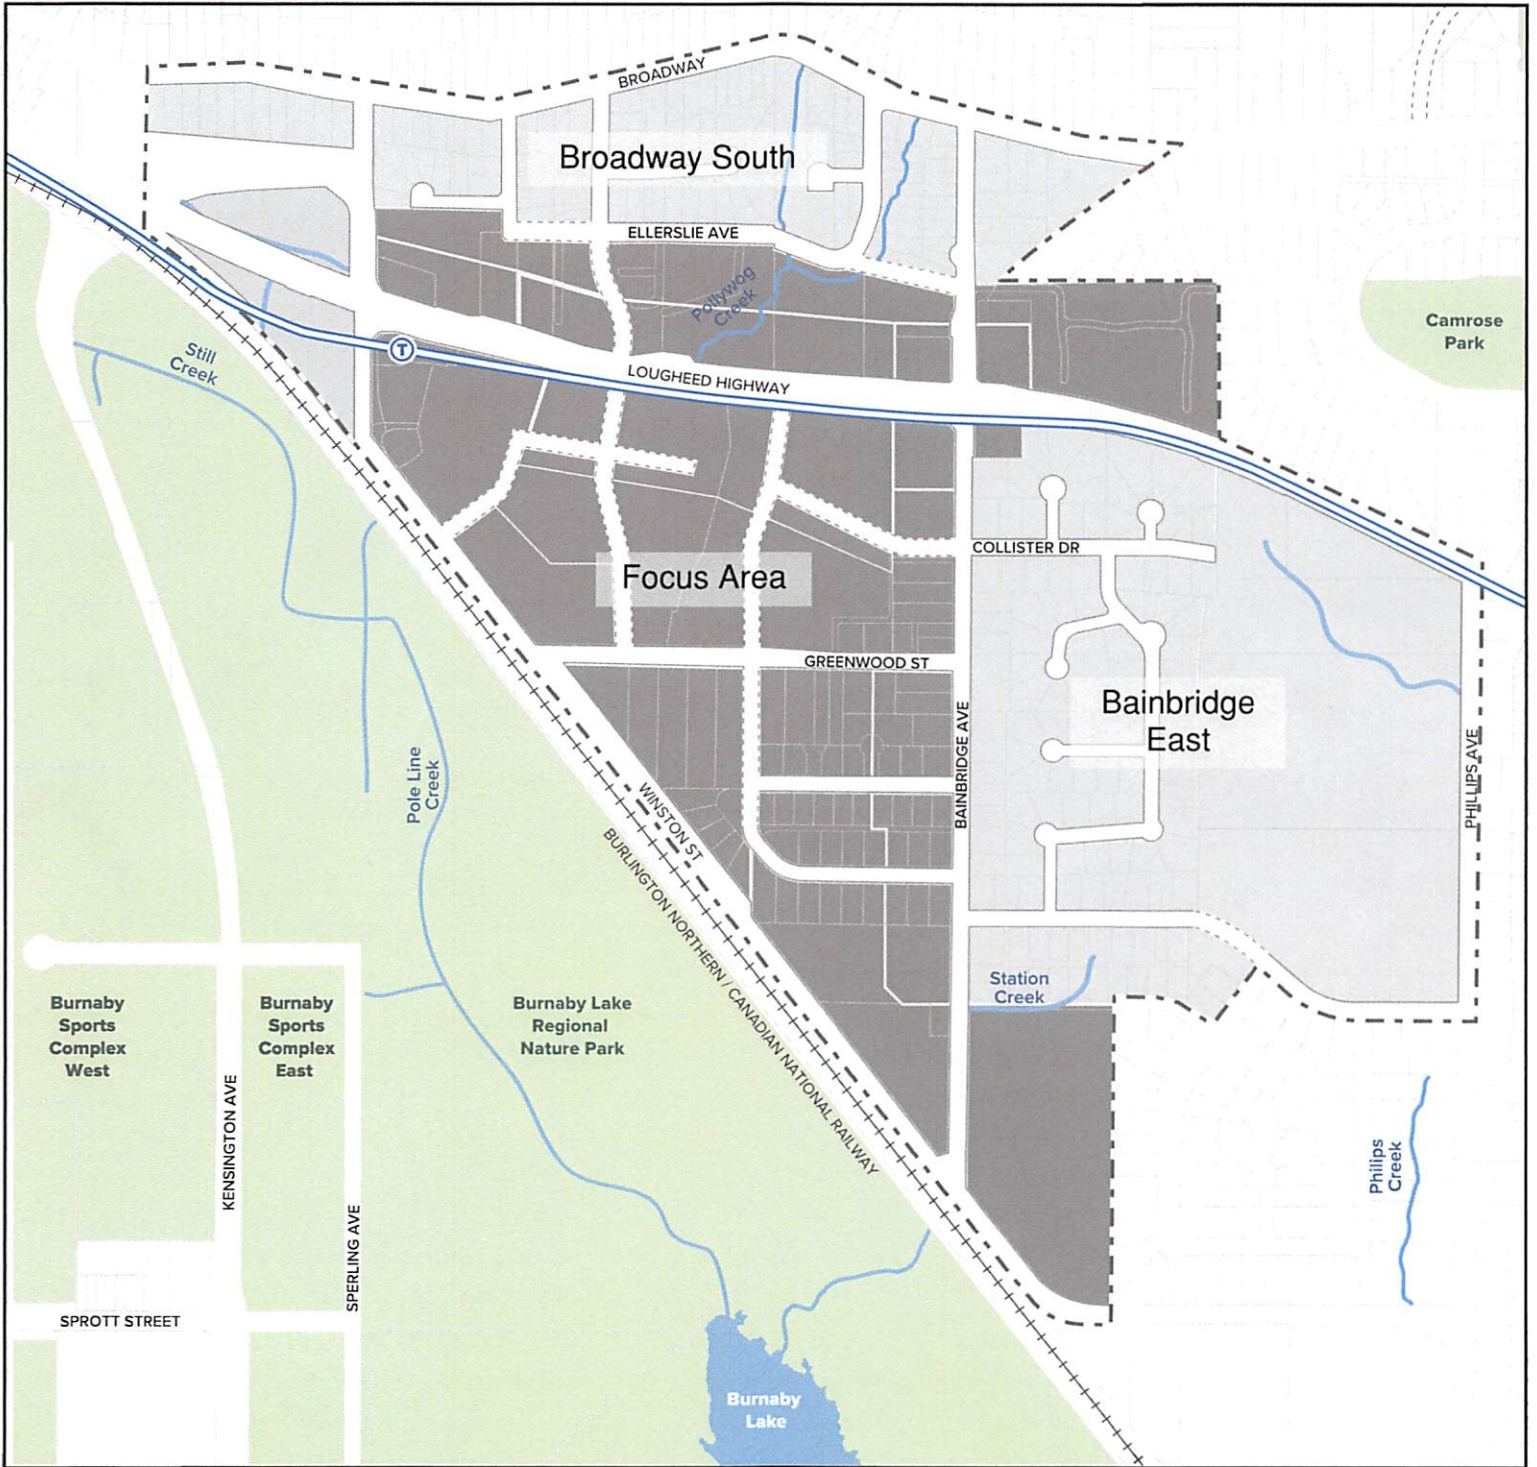 BROADWAY
Broadway South
ELLERSLIE AVE
Pollywog
Creek
Camrose
Park
Still
Creek
T
LOUGHEED HIGHWAY
COLLISTER DR
Focus Area
GREENWOOD ST
Bainbridge
East
BAINBRIDGE AVE
PHILLIPS AVE
Pole Line
Creek
WINSTON ST
BURLINGTON NORTHERN / CANADIAN NATIONAL RAILWAY
Station
Creek
Burnaby
Sports
Complex
West
Burnaby
Sports
Complex
East
Burnaby Lake
Regional
Nature Park
KENSINGTON AVE
SPERLING AVE
Philips
Creek
SPROTT STREET
Burnaby
Lake